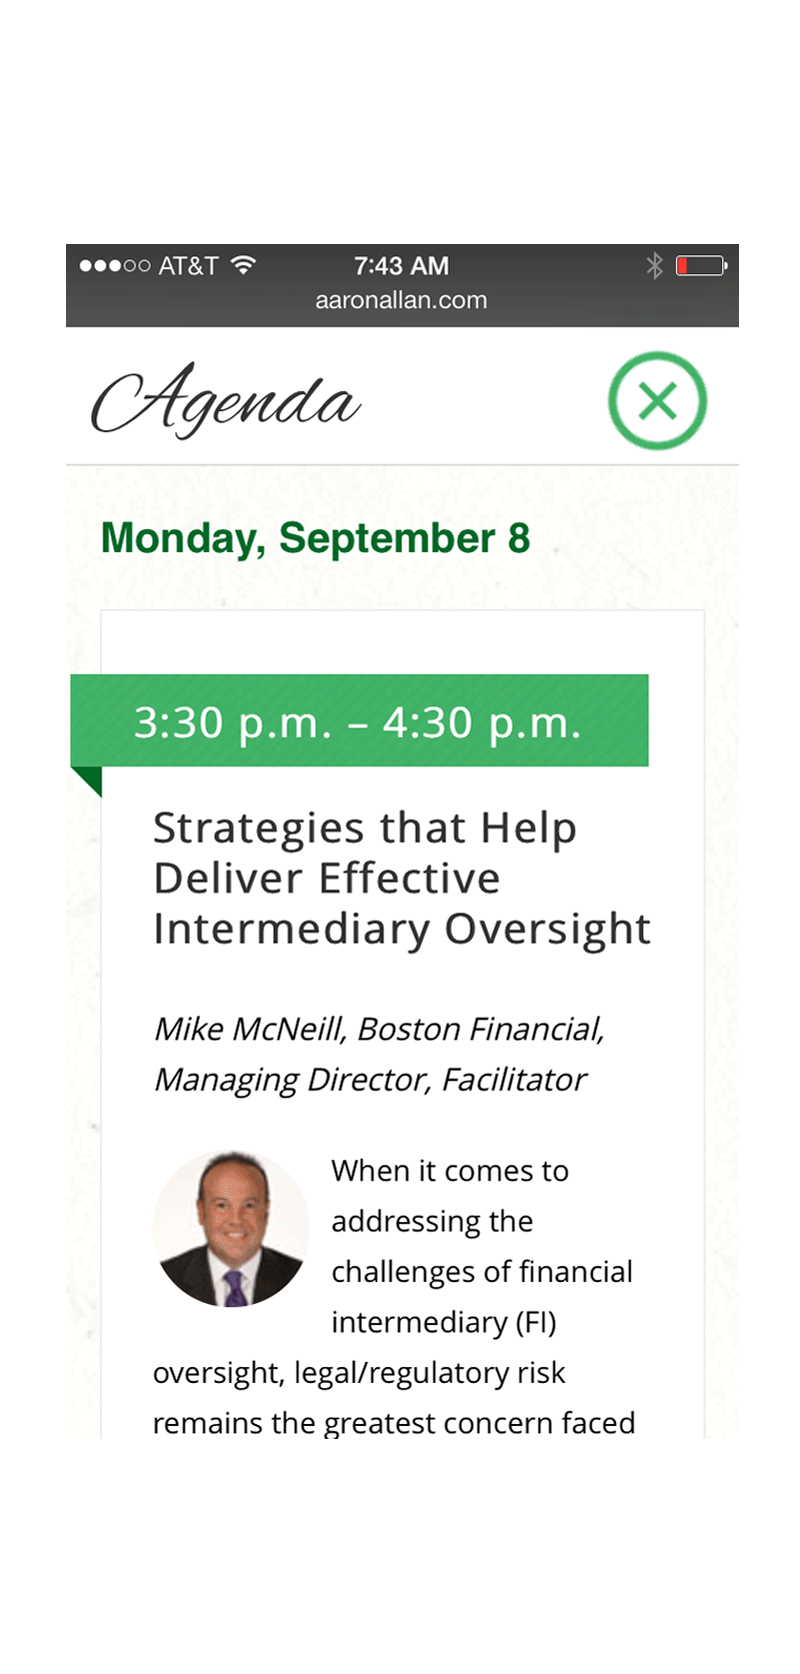 AT&T 7:43 AM
aaronallan.com
Agenda
Monday, September 8
3:30 p.m. – 4:30 p.m.
Strategies that Help
Deliver Effective
Intermediary Oversight
Mike McNeill, Boston Financial,
Managing Director, Facilitator
When it comes to
addressing the
challenges of financial
intermediary (FI)
oversight, legal/regulatory risk
remains the greatest concern faced